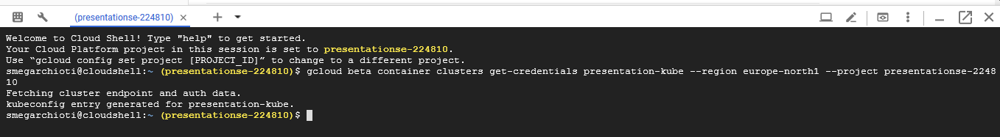 (presentationse-224810)
Welcome to Cloud Shell! Type "help" to get started.
Your Cloud Platform project in this session is set to presentationse-224810.
Use “gcloud config set project [PROJECT_ID]” to change to a different project.
smegarchioti@cloudshell:~ (presentationse-224810)$ gcloud beta container clusters get-credentials presentation-kube --region europe-north1 --project presentationse-2248
10
Fetching cluster endpoint and auth data.
kubeconfig entry generated for presentation-kube.
smegarchioti@cloudshell:~ (presentationse-224810)$